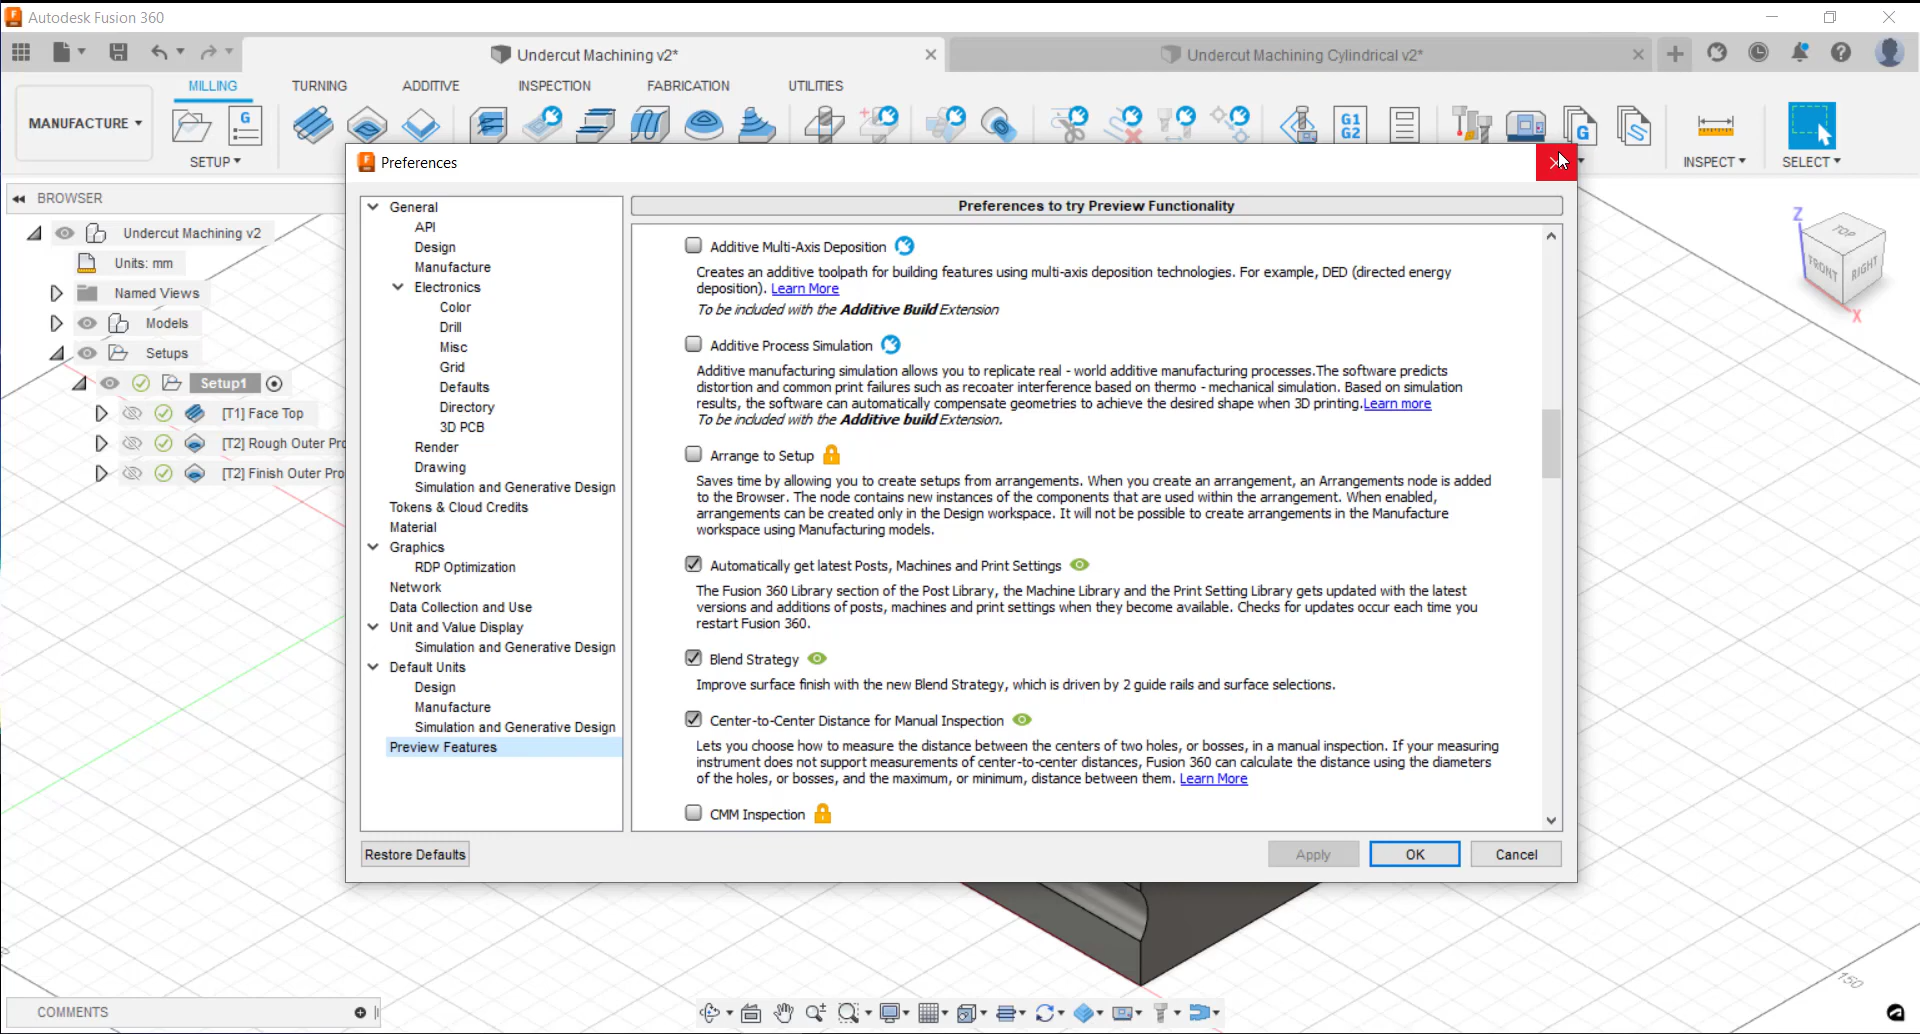 Autodesk Fusion 360
Undercut Machining v2*
Undercut Machining Cylindrical v2*
MILLING
TURNING
ADDITIVE
INSPECTION
FABRICATION
UTILITIES
MANUFACTURE
G
G1
G2
G
S
SETUP
INSPECT
SELECT
Preferences
BROWSER
Undercut Machining v2
Units: mm
Named Views
Models
Setups
Setup1
[T1] Face Top
[T2] Rough Outer Pro
[T2] Finish Outer Pro
General
API
Design
Manufacture
Electronics
Color
Drill
Misc
Grid
Defaults
Directory
3D PCB
Render
Drawing
Simulation and Generative Design
Tokens & Cloud Credits
Material
Graphics
RDP Optimization
Network
Data Collection and Use
Unit and Value Display
Simulation and Generative Design
Default Units
Design
Manufacture
Simulation and Generative Design
Preview Features
Preferences to try Preview Functionality
Additive Multi-Axis Deposition
Creates an additive toolpath for building features using multi-axis deposition technologies. For example, DED (directed energy
deposition). Learn More
To be included with the Additive Build Extension
Additive Process Simulation
Additive manufacturing simulation allows you to replicate real - world additive manufacturing processes.The software predicts
distortion and common print failures such as recoater interference based on thermo - mechanical simulation. Based on simulation
results, the software can automatically compensate geometries to achieve the desired shape when 3D printing.Learn more
To be included with the Additive build Extension.
Arrange to Setup
Saves time by allowing you to create setups from arrangements. When you create an arrangement, an Arrangements node is added
to the Browser. The node contains new instances of the components that are used within the arrangement. When enabled,
arrangements can be created only in the Design workspace. It will not be possible to create arrangements in the Manufacture
workspace using Manufacturing models.
Automatically get latest Posts, Machines and Print Settings
The Fusion 360 Library section of the Post Library, the Machine Library and the Print Setting Library gets updated with the latest
versions and additions of posts, machines and print settings when they become available. Checks for updates occur each time you
restart Fusion 360.
Blend Strategy
Improve surface finish with the new Blend Strategy, which is driven by 2 guide rails and surface selections.
Center-to-Center Distance for Manual Inspection
Lets you choose how to measure the distance between the centers of two holes, or bosses, in a manual inspection. If your measuring
instrument does not support measurements of center-to-center distances, Fusion 360 can calculate the distance using the diameters
of the holes, or bosses, and the maximum, or minimum, distance between them. Learn More
CMM Inspection
Restore Defaults
Apply
OK
Cancel
Z
TOP
FRONT
RIGHT
X
150
COMMENTS